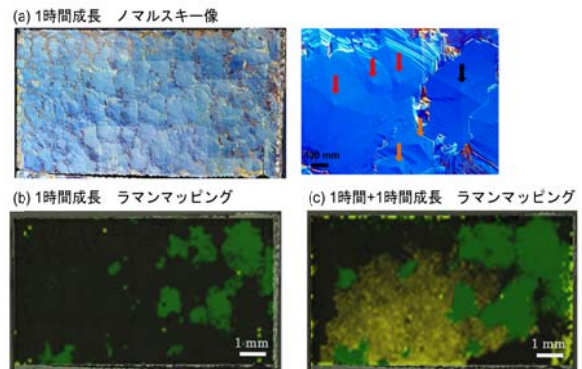 (a) 1時間成長 ノマルスキー像
100 mm
(b) 1時間成長 ラマンマッピング
(c) 1時間+1時間成長 ラマンマッピング
1 mm
1 mm